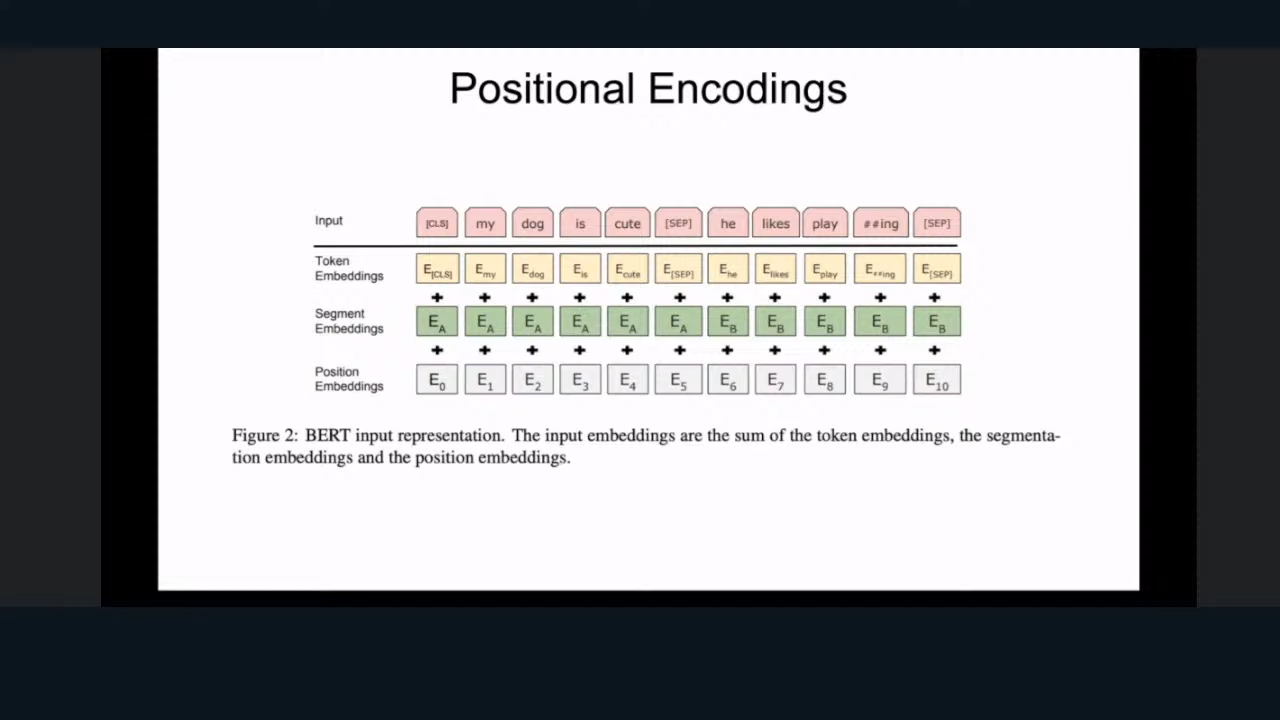 Positional Encodings
Input [CLS] my dog is cute [SEP] he likes play ##ing [SEP]
Token
Embeddings E[CLS] Emy Edog Eis Ecute E[SEP] Ehe Elikes Eplay E##ing E[SEP]
+ + + + + + + + + + +
Segment
Embeddings EA EA EA EA EA EA EB EB EB EB EB
+ + + + + + + + + + +
Position
Embeddings E0 E1 E2 E3 E4 E5 E6 E7 E8 E9 E10
Figure 2: BERT input representation. The input embeddings are the sum of the token embeddings, the segmenta-
tion embeddings and the position embeddings.